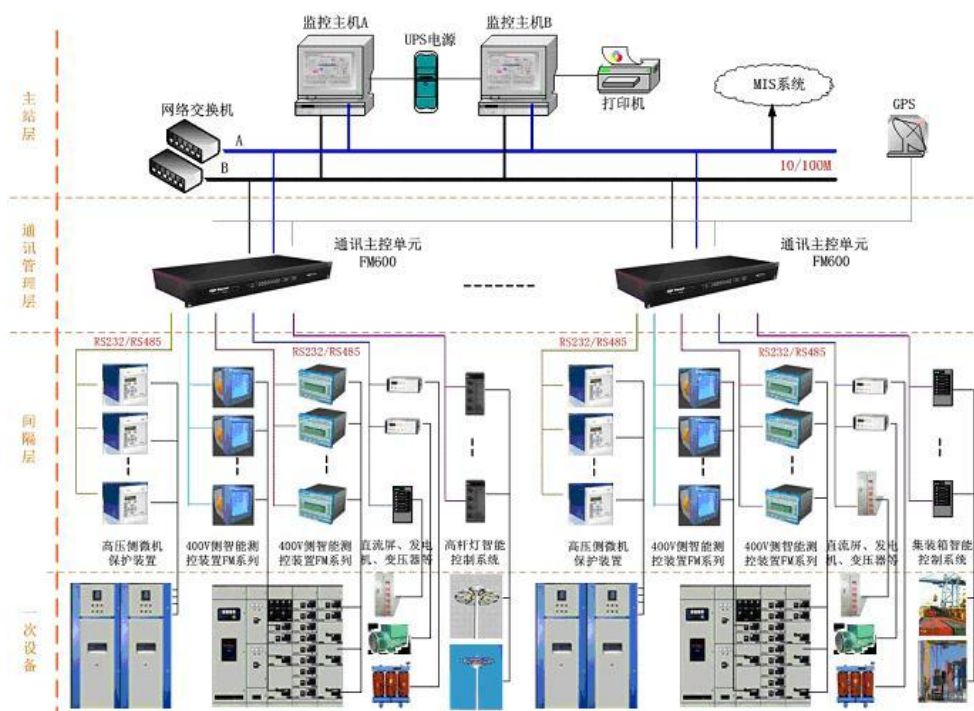 监控主机A
UPS电源
监控主机B
打印机
MIS系统
GPS
网络交换机
A
B
10/100M
主站层
通讯管理层
通讯主控单元
FM600
通讯主控单元
FM600
RS232/RS485
RS232/RS485
RS232/RS485
RS232/RS485
间隔层
高压侧微机
保护装置
400V侧智能测
控装置FM系列
400V侧智能测
控装置FM系列
直流屏、发电
机、变压器等
高杆灯智能
控制系统
高压侧微机
保护装置
400V侧智能测
控装置FM系列
400V侧智能测
控装置FM系列
直流屏、发电
机、变压器等
集装箱智能
控制系统
一次设备